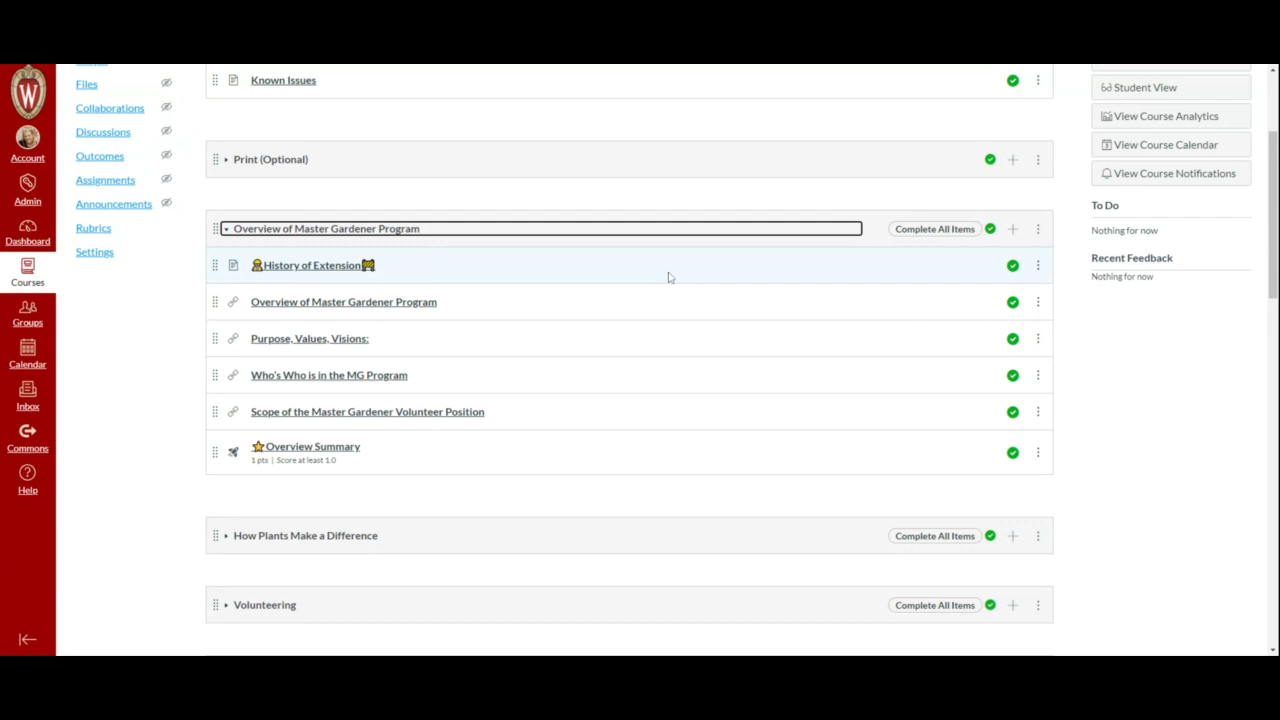 W
Account
Admin
Dashboard
Courses
Groups
Calendar
Inbox
Commons
Help
Files
Collaborations
Discussions
Outcomes
Assignments
Announcements
Rubrics
Settings
Known Issues
Print (Optional)
Overview of Master Gardener Program
Complete All Items
History of Extension
Overview of Master Gardener Program
Purpose, Values, Visions:
Who's Who is in the MG Program
Scope of the Master Gardener Volunteer Position
Overview Summary
1 pts | Score at least 1.0
How Plants Make a Difference
Complete All Items
Volunteering
Complete All Items
Student View
View Course Analytics
View Course Calendar
View Course Notifications
To Do
Nothing for now
Recent Feedback
Nothing for now